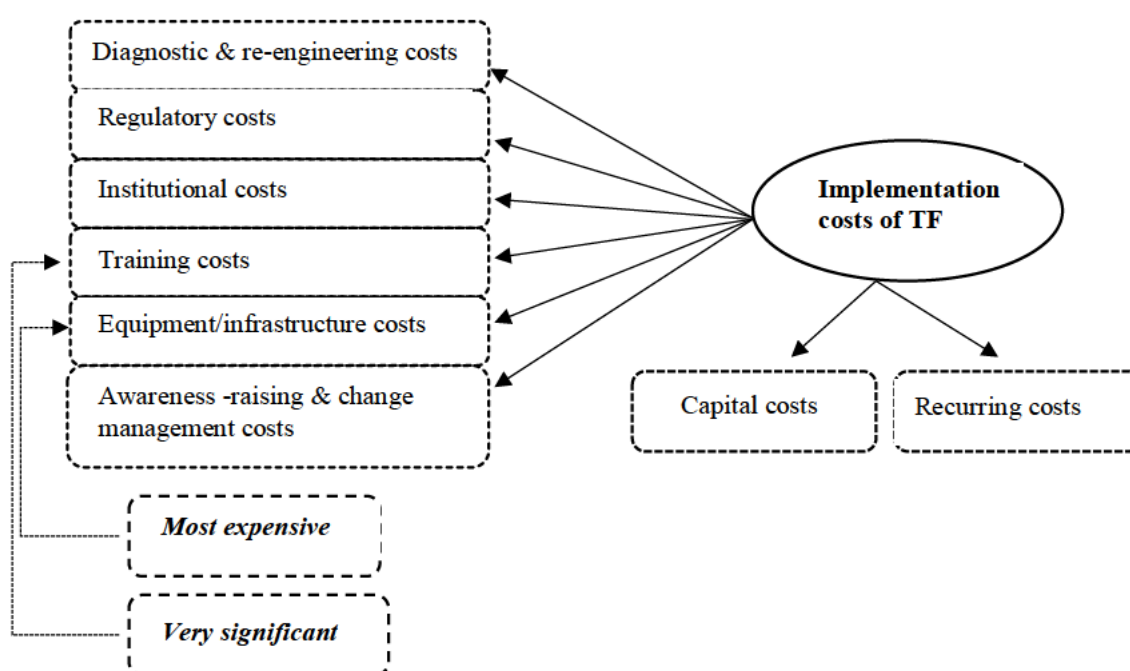 Diagnostic & re-engineering costs
Regulatory costs
Institutional costs
Training costs
Equipment/infrastructure costs
Awareness -raising & change
management costs
Most expensive
Very significant
Implementation
costs of TF
Capital costs
Recurring costs